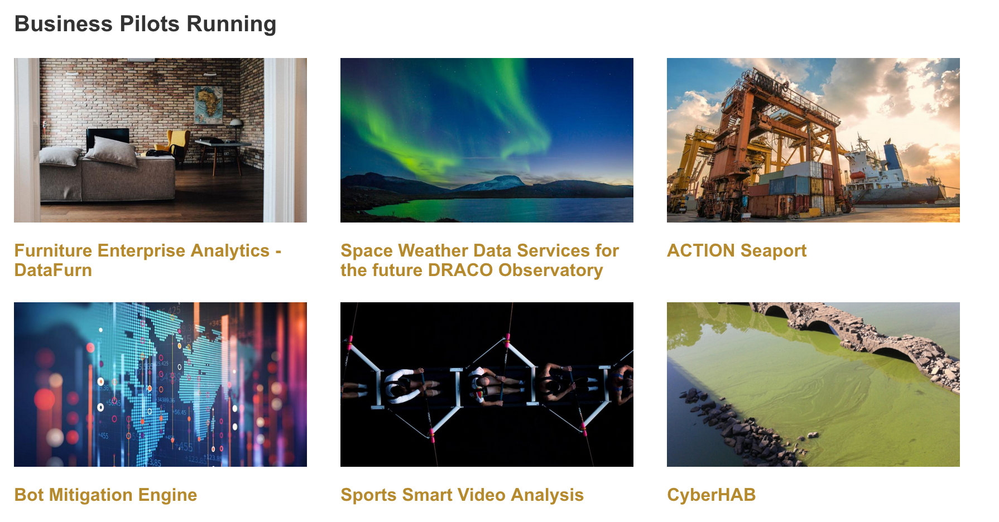 Business Pilots Running
Furniture Enterprise Analytics -
DataFurn
Space Weather Data Services for
the future DRACO Observatory
ACTION Seaport
Bot Mitigation Engine
Sports Smart Video Analysis
CyberHAB